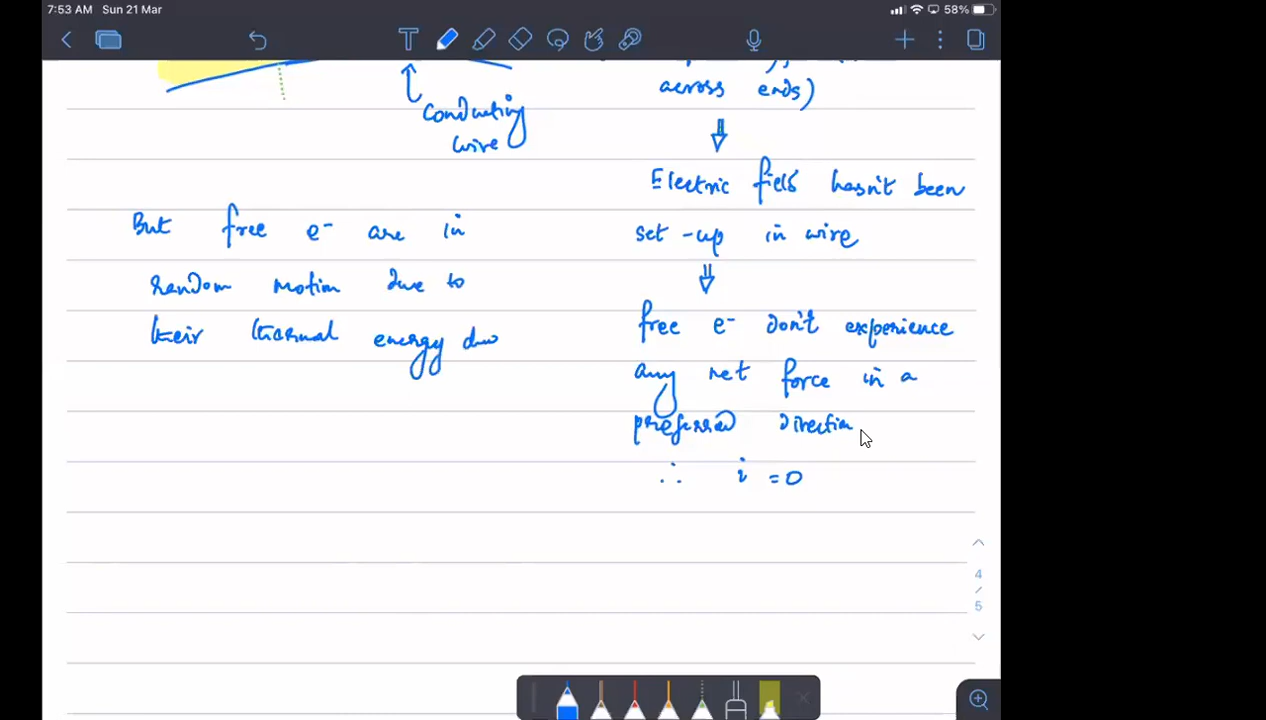 7:53 AM Sun 21 Mar
58%
T
across ends)
conducting
wire
⇓
Electric field hasn't been
set-up in wire
⇓
free e⁻ don't experience
any net force in a
preferred direction
∴ i = 0
But free e⁻ are in
random motion due to
their thermal energy due
4
/
5